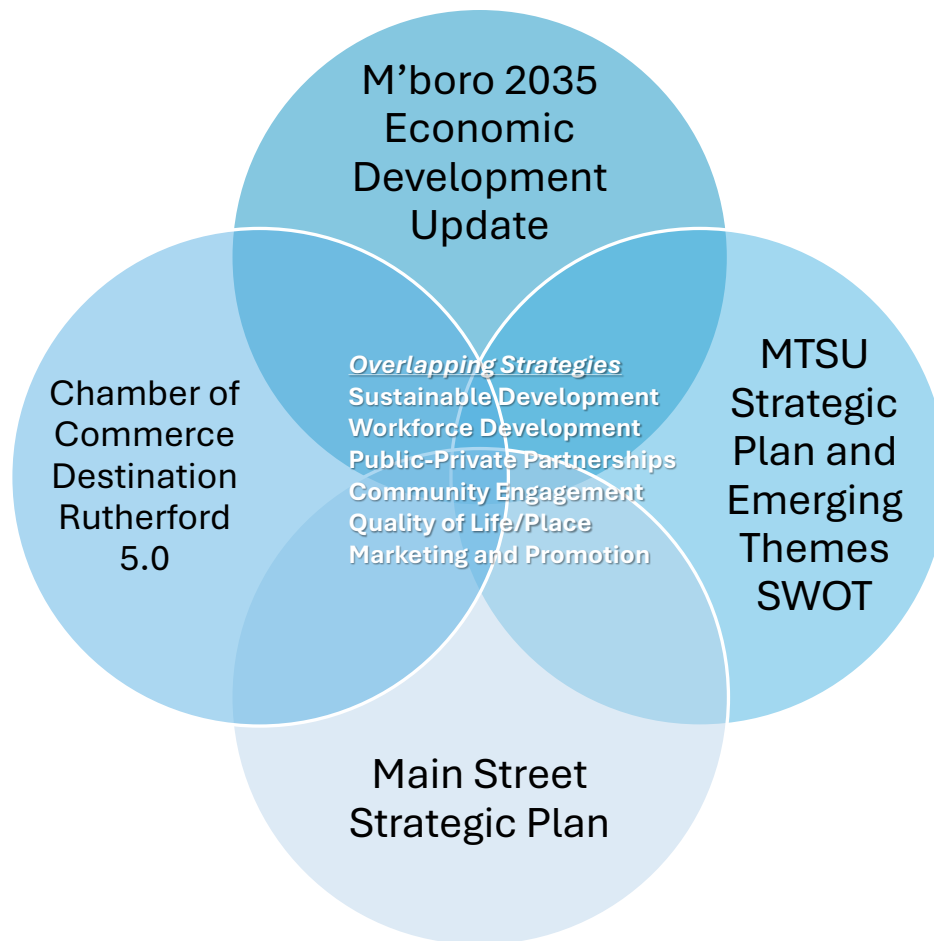 M’boro 2035
Economic
Development
Update
Chamber of
Commerce
Destination
Rutherford
5.0
Overlapping Strategies
Sustainable Development
Workforce Development
Public-Private Partnerships
Community Engagement
Quality of Life/Place
Marketing and Promotion
MTSU
Strategic
Plan and
Emerging
Themes
SWOT
Main Street
Strategic Plan